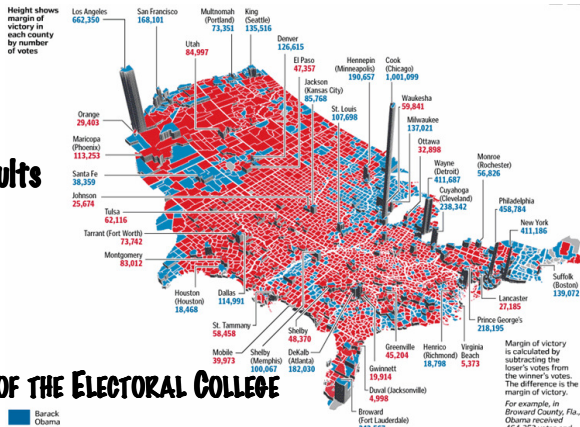 Height shows
margin of
victory in
each county
by number
of votes
Los Angeles
662,350
San Francisco
168,101
Multnomah
(Portland)
73,351
King
(Seattle)
135,516
Utah
84,997
Denver
126,615
El Paso
47,357
Jackson
(Kansas City)
85,768
St. Louis
107,698
Hennepin
(Minneapolis)
190,657
Cook
(Chicago)
1,001,099
Waukesha
59,841
Milwaukee
137,021
Ottawa
32,898
Wayne
(Detroit)
411,687
Cuyahoga
(Cleveland)
238,342
Monroe
(Rochester)
56,826
Philadelphia
458,784
New York
411,186
Orange
29,403
Maricopa
(Phoenix)
113,253
Santa Fe
38,359
Johnson
25,674
Tulsa
62,116
Tarrant (Fort Worth)
73,742
Montgomery
83,012
Houston
(Houston)
18,468
Dallas
114,991
St. Tammany
58,458
Mobile
39,973
Shelby
(Memphis)
100,067
Shelby
48,370
DeKalb
(Atlanta)
182,030
Gwinnett
19,914
Duval (Jacksonville)
4,998
Broward
(Fort Lauderdale)
Greenville
45,204
Henrico
(Richmond)
18,798
Virginia
Beach
5,373
Prince George's
218,195
Lancaster
27,185
Suffolk
(Boston)
139,072
ults
OF THE ELECTORAL COLLEGE
Barack
Obama
Margin of victory
is calculated by
subtracting the
loser's votes from
the winner's votes.
The difference is the
margin of victory.
For example, in
Broward County, Fla.,
Obama received